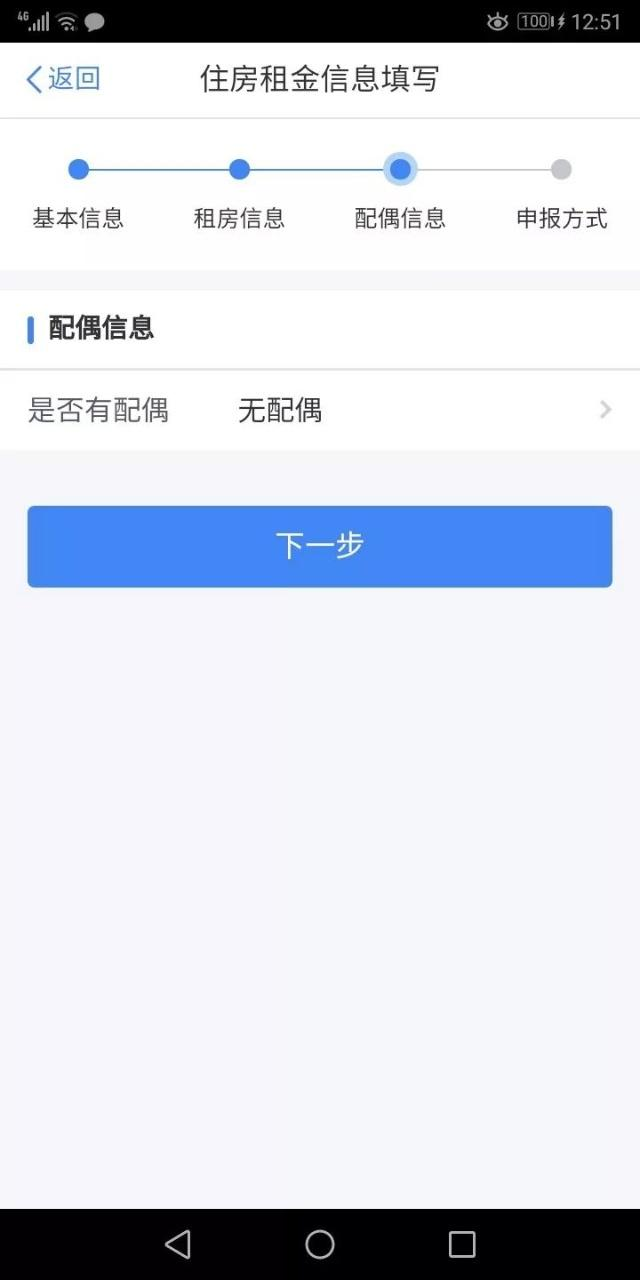 4G 100 12:51
返回 住房租金信息填写
基本信息 租房信息 配偶信息 申报方式
配偶信息
是否有配偶 无配偶
下一步